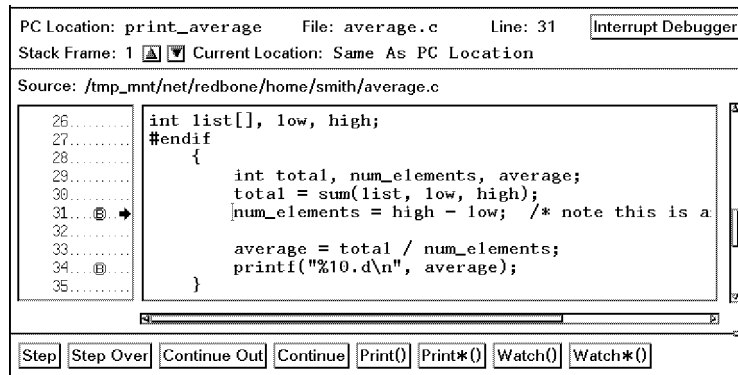 PC Location: print_average File: average.c Line: 31 Interrupt Debugger
Stack Frame: 1 Current Location: Same As PC Location
Source: /tmp_mnt/net/redbone/home/smith/average.c
26.......... int list[], low, high;
27.......... #endif
28.......... {
29.......... int total, num_elements, average;
30.......... total = sum(list, low, high);
31....B.. num_elements = high - low; /* note this is a
32..........
33.......... average = total / num_elements;
34....B.... printf("%10.d\n", average);
35.......... }
Step Step Over Continue Out Continue Print() Print*() Watch() Watch*()